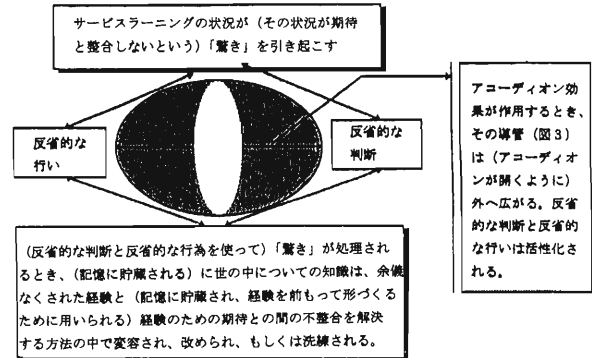 サービスラーニングの状況が（その状況が期待
と整合しないという）「驚き」を引き起こす
反省的な
行い
反省的な
判断
アコーディオン効
果が作用するとき、
その導管（図３）
は（アコーディオ
ンが開くように）
外へ広がる。反省
的な判断と反省的
な行いは活性化さ
れる。
（反省的な判断と反省的な行為を使って）「驚き」が処理され
るとき、（記憶に貯蔵される）に世の中についての知識は、余儀
なくされた経験と（記憶に貯蔵され、経験を前もって形づくる
ために用いられる）経験のための期待との間の不整合を解決
する方法の中で変容され、改められ、もしくは洗練される。